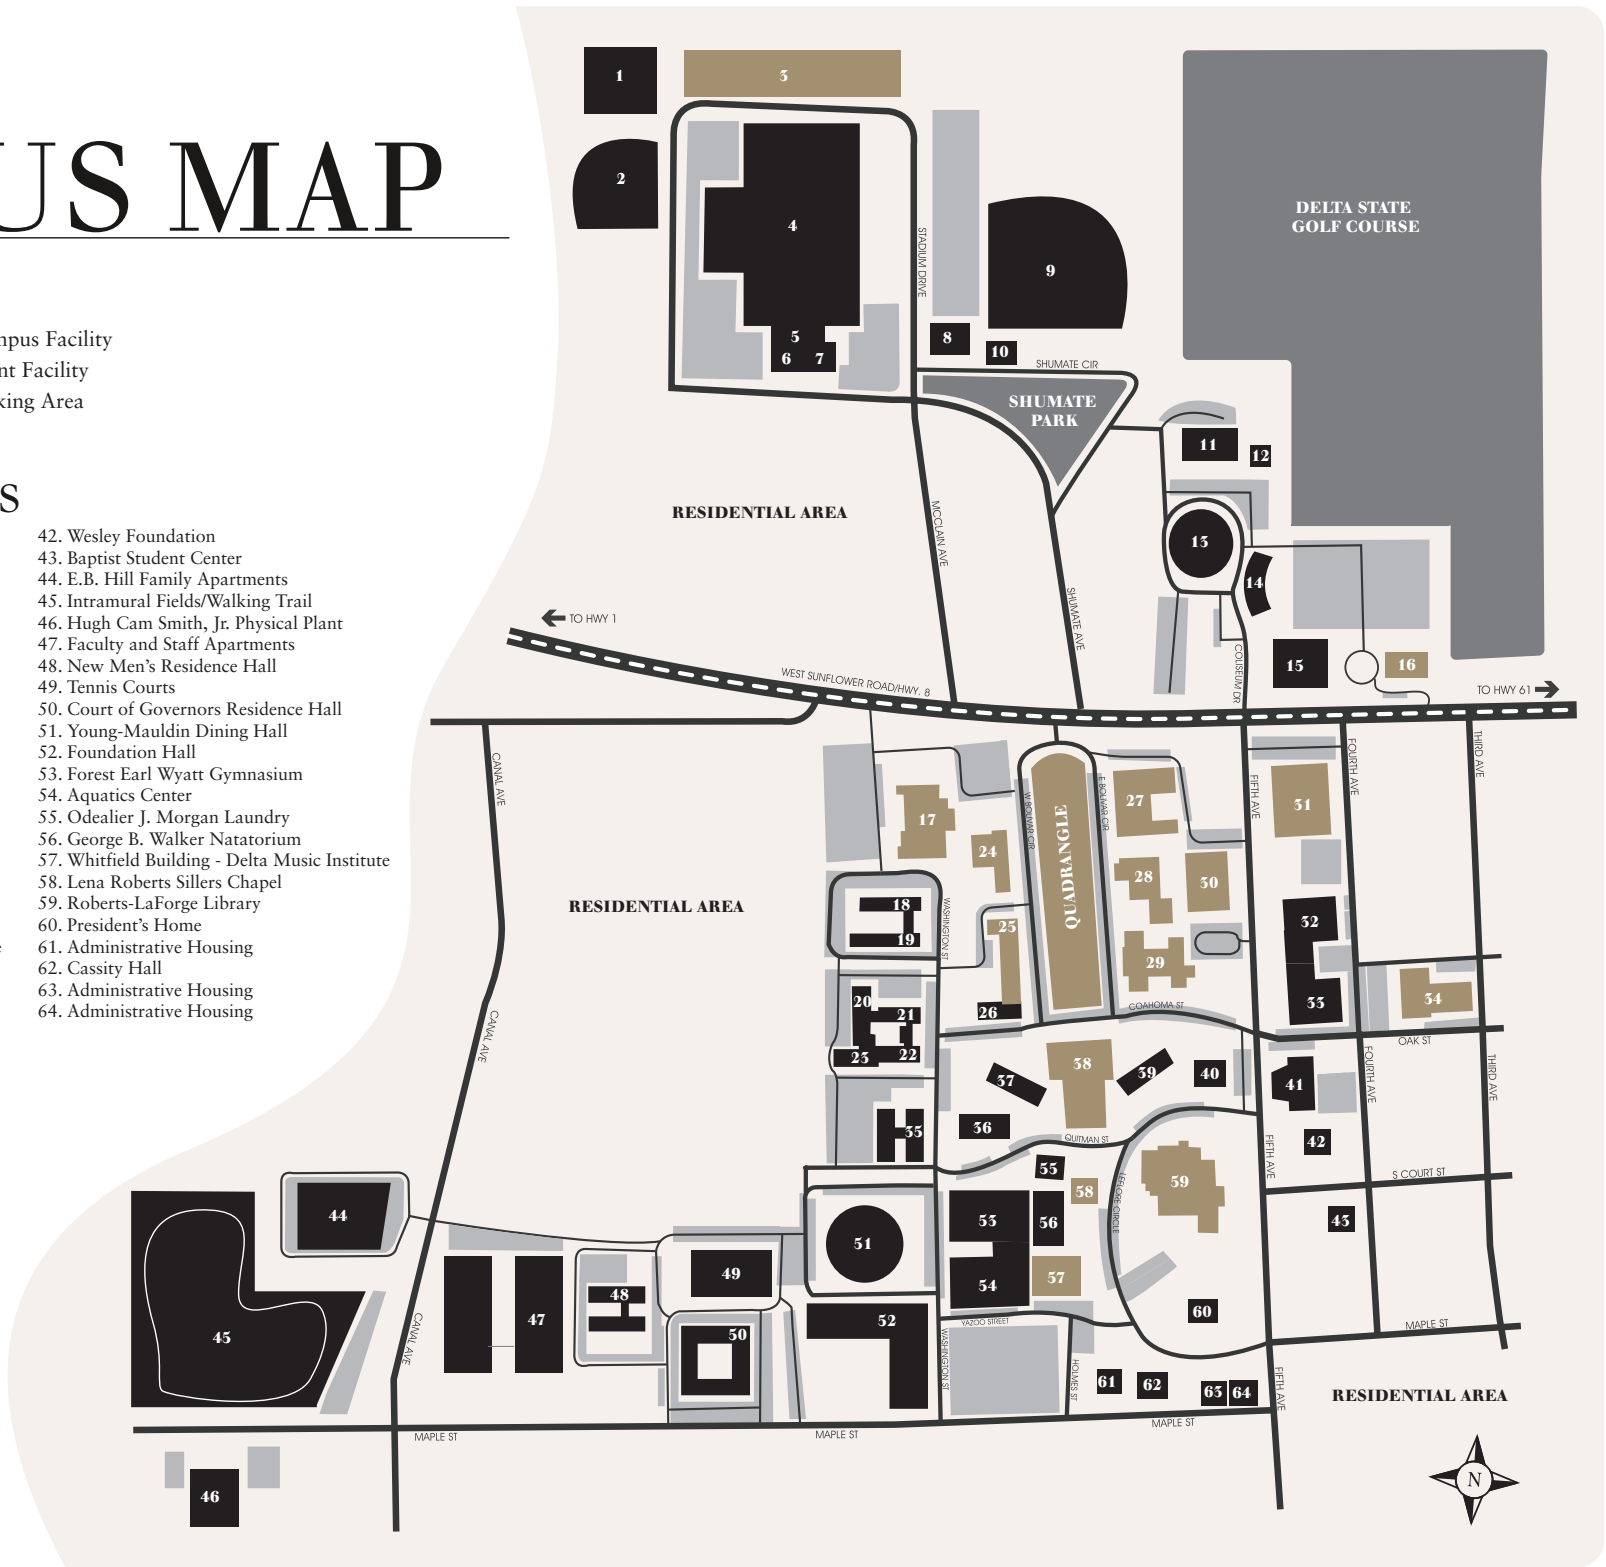 US MAP
npus Facility
nt Facility
king Area
S
42. Wesley Foundation
43. Baptist Student Center
44. E.B. Hill Family Apartments
45. Intramural Fields/Walking Trail
46. Hugh Cam Smith, Jr. Physical Plant
47. Faculty and Staff Apartments
48. New Men's Residence Hall
49. Tennis Courts
50. Court of Governors Residence Hall
51. Young-Mauldin Dining Hall
52. Foundation Hall
53. Forest Earl Wyatt Gymnasium
54. Aquatics Center
55. Odealier J. Morgan Laundry
56. George B. Walker Natatorium
57. Whitfield Building - Delta Music Institute
58. Lena Roberts Sillers Chapel
59. Roberts-LaForge Library
60. President's Home
e
61. Administrative Housing
62. Cassity Hall
63. Administrative Housing
64. Administrative Housing
1
3
2
4
5
6
7
STADIUM DRIVE
8
9
10
SHUMATE CIR
SHUMATE
PARK
DELTA STATE
GOLF COURSE
11
12
13
14
15
16
RESIDENTIAL AREA
MCCLAIN AVE
SHUMATE AVE
COLISEUM DR
TO HWY 1
WEST SUNFLOWER ROAD/HWY. 8
TO HWY 61
CANAL AVE
FIFTH AVE
FOURTH AVE
THIRD AVE
W BOLIVAR CIR
QUADRANGLE
E BOLIVAR CIR
17
24
27
31
28
30
18
19
25
32
RESIDENTIAL AREA
WASHINGTON ST
29
20
21
26
COAHOMA ST
33
34
23
22
OAK ST
CANAL AVE
37
38
39
40
41
FOURTH AVE
THIRD AVE
35
36
QUITMAN ST
42
FIFTH AVE
55
58
59
S COURT ST
44
51
53
56
LEFLORE CIRCLE
43
49
54
57
48
47
45
50
52
60
YAZOO STREET
MAPLE ST
CANAL AVE
WASHINGTON ST
HOLMES ST
61
62
63
64
FIFTH AVE
RESIDENTIAL AREA
MAPLE ST
MAPLE ST
MAPLE ST
46
N